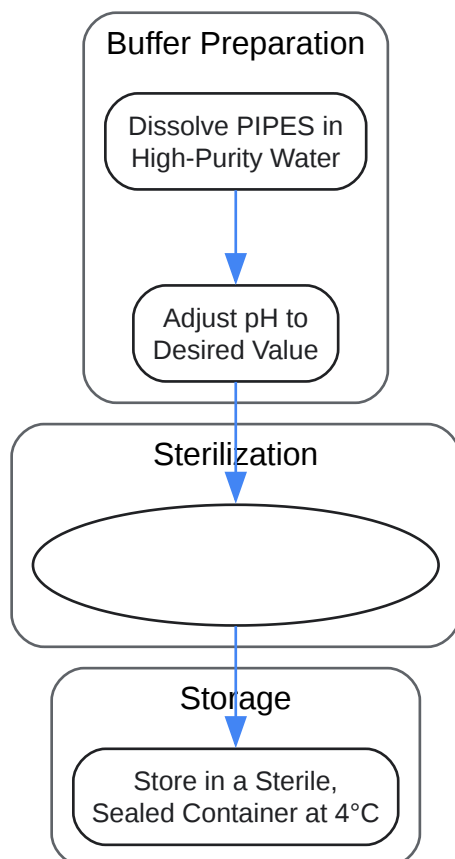 Buffer Preparation
Dissolve PIPES in
High-Purity Water
Adjust pH to
Desired Value
Sterilization
Storage
Store in a Sterile,
Sealed Container at 4°C